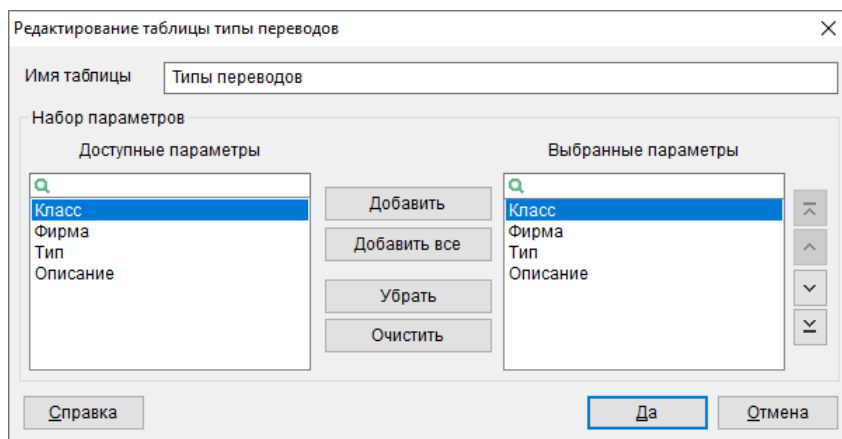 Редактирование таблицы типы переводов
Имя таблицы
Типы переводов
Набор параметров
Доступные параметры
Класс
Фирма
Тип
Описание
Добавить
Добавить все
Убрать
Очистить
Выбранные параметры
Класс
Фирма
Тип
Описание
Справка
Да
Отмена